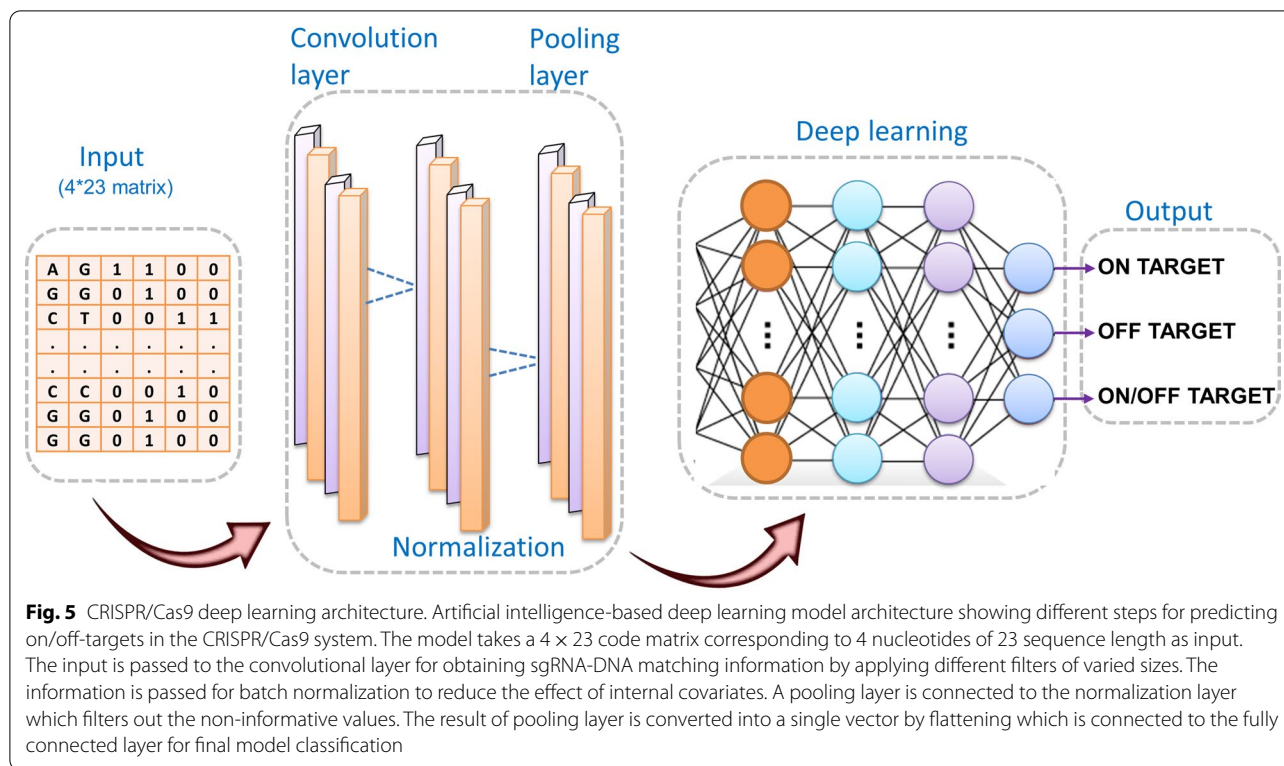 Convolution
layer
Pooling
layer
Input
(4*23 matrix)
A G 1 1 0 0
G G 0 1 0 0
C T 0 0 1 1
. . . . . .
. . . . . .
C C 0 0 1 0
G G 0 1 0 0
G G 0 1 0 0
Normalization
Deep learning
Output
ON TARGET
OFF TARGET
ON/OFF TARGET
Fig. 5 CRISPR/Cas9 deep learning architecture. Artificial intelligence-based deep learning model architecture showing different steps for predicting
on/off-targets in the CRISPR/Cas9 system. The model takes a 4 × 23 code matrix corresponding to 4 nucleotides of 23 sequence length as input.
The input is passed to the convolutional layer for obtaining sgRNA-DNA matching information by applying different filters of varied sizes. The
information is passed for batch normalization to reduce the effect of internal covariates. A pooling layer is connected to the normalization layer
which filters out the non-informative values. The result of pooling layer is converted into a single vector by flattening which is connected to the fully
connected layer for final model classification